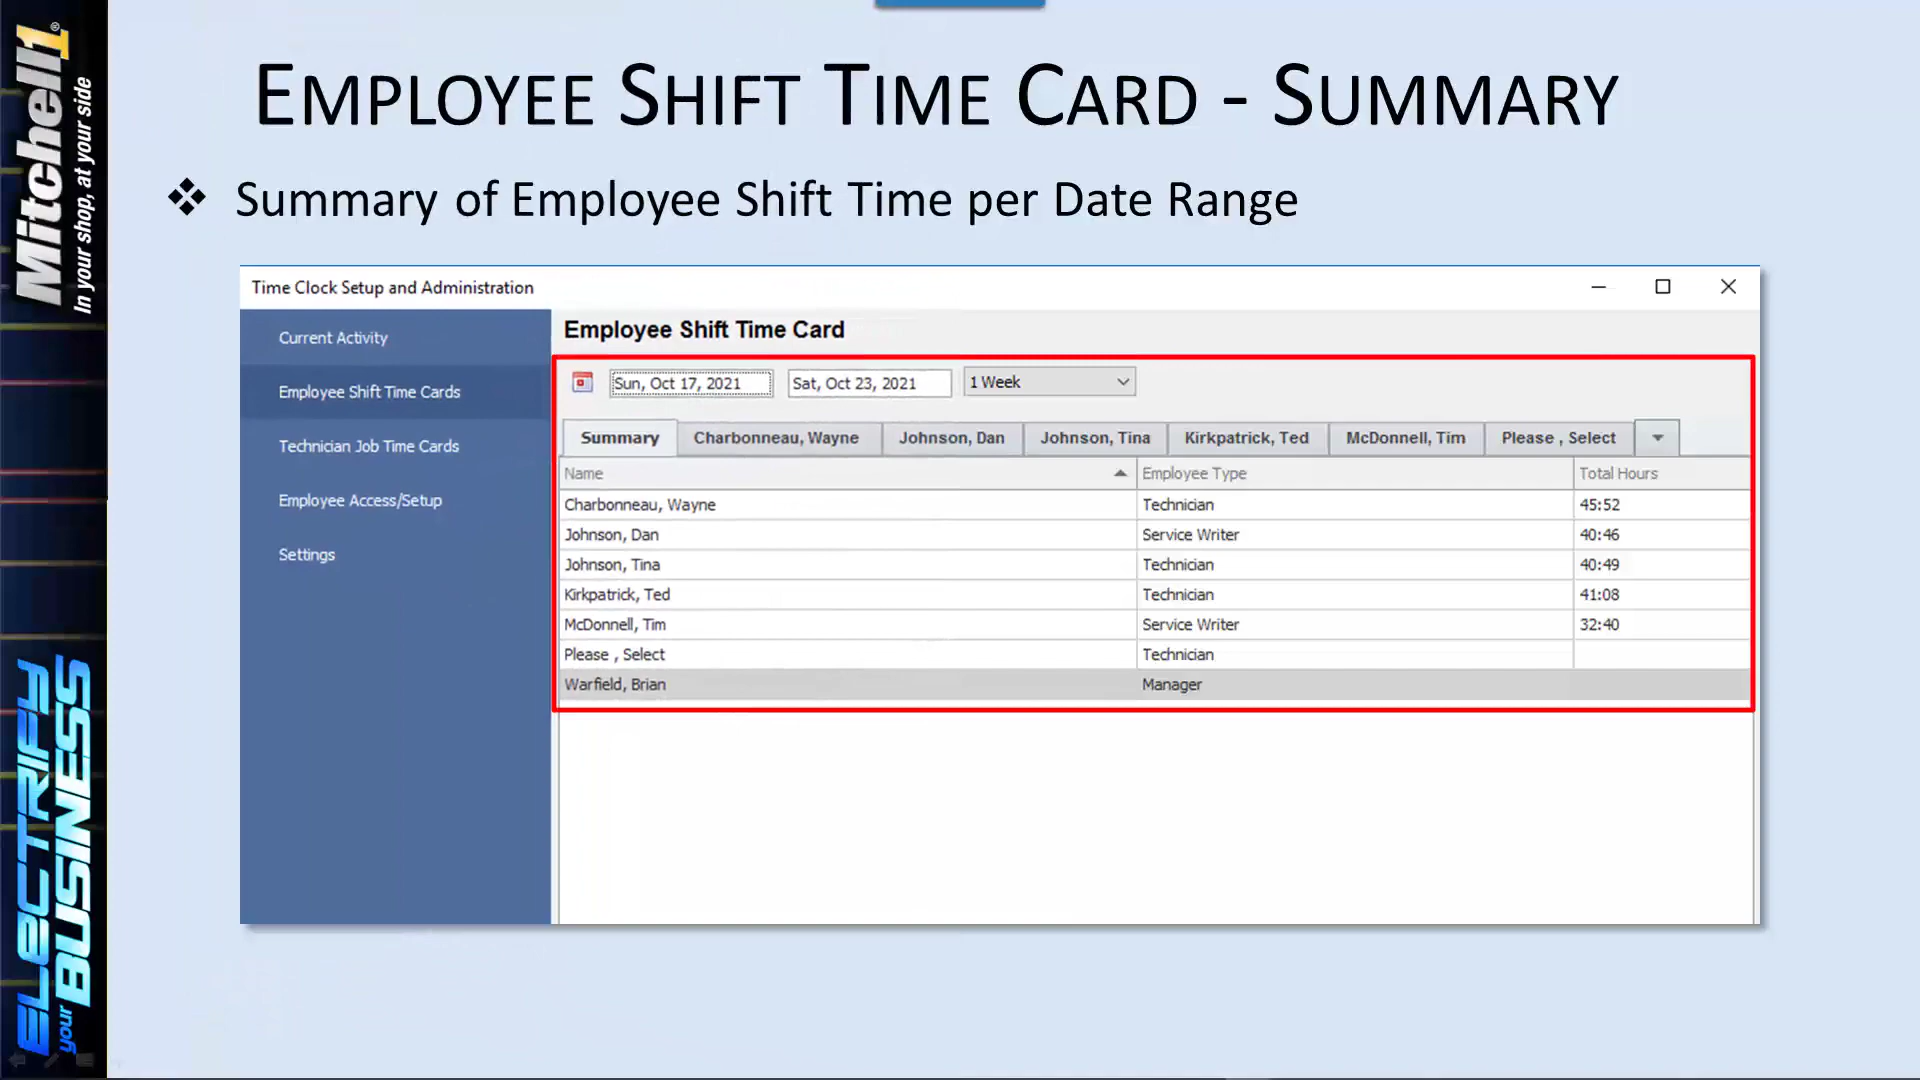 Mitchell1®
In your shop, at your side
EMPLOYEE SHIFT TIME CARD - SUMMARY
❖ Summary of Employee Shift Time per Date Range
Time Clock Setup and Administration
Current Activity
Employee Shift Time Cards
Technician Job Time Cards
Employee Access/Setup
Settings
Employee Shift Time Card
Sun, Oct 17, 2021 Sat, Oct 23, 2021 1 Week
Summary Charbonneau, Wayne Johnson, Dan Johnson, Tina Kirkpatrick, Ted McDonnell, Tim Please , Select
Name Employee Type Total Hours
Charbonneau, Wayne Technician 45:52
Johnson, Dan Service Writer 40:46
Johnson, Tina Technician 40:49
Kirkpatrick, Ted Technician 41:08
McDonnell, Tim Service Writer 32:40
Please , Select Technician
Warfield, Brian Manager
ELECTRIFY
your BUSINESS